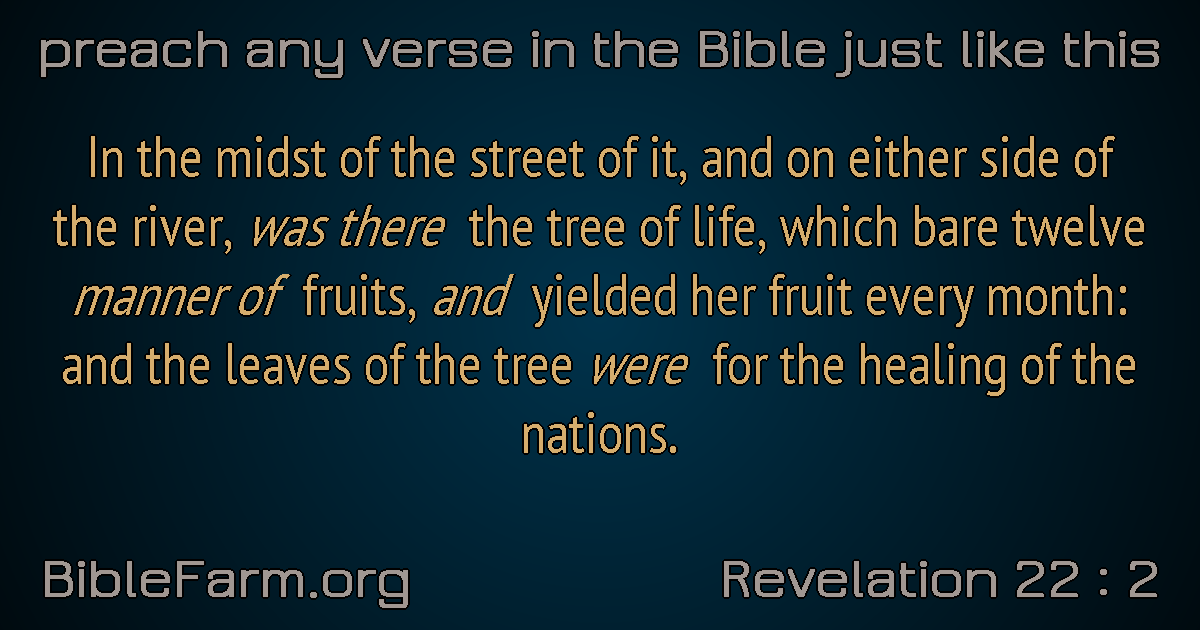 preach any verse in the Bible just like this
In the midst of the street of it, and on either side of
the river, was there the tree of life, which bare twelve
manner of fruits, and yielded her fruit every month:
and the leaves of the tree were for the healing of the
nations.
BibleFarm.org
Revelation 22 : 2